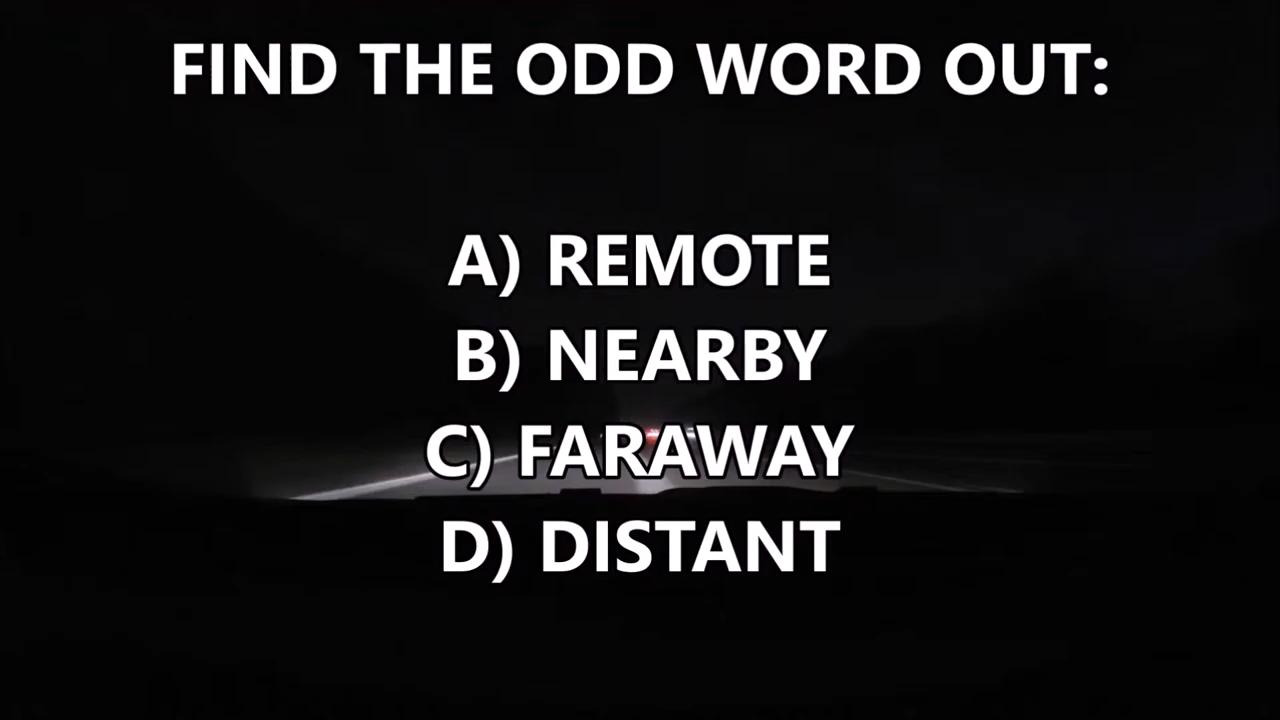 FIND THE ODD WORD OUT:
A) REMOTE
B) NEARBY
C) FARAWAY
D) DISTANT